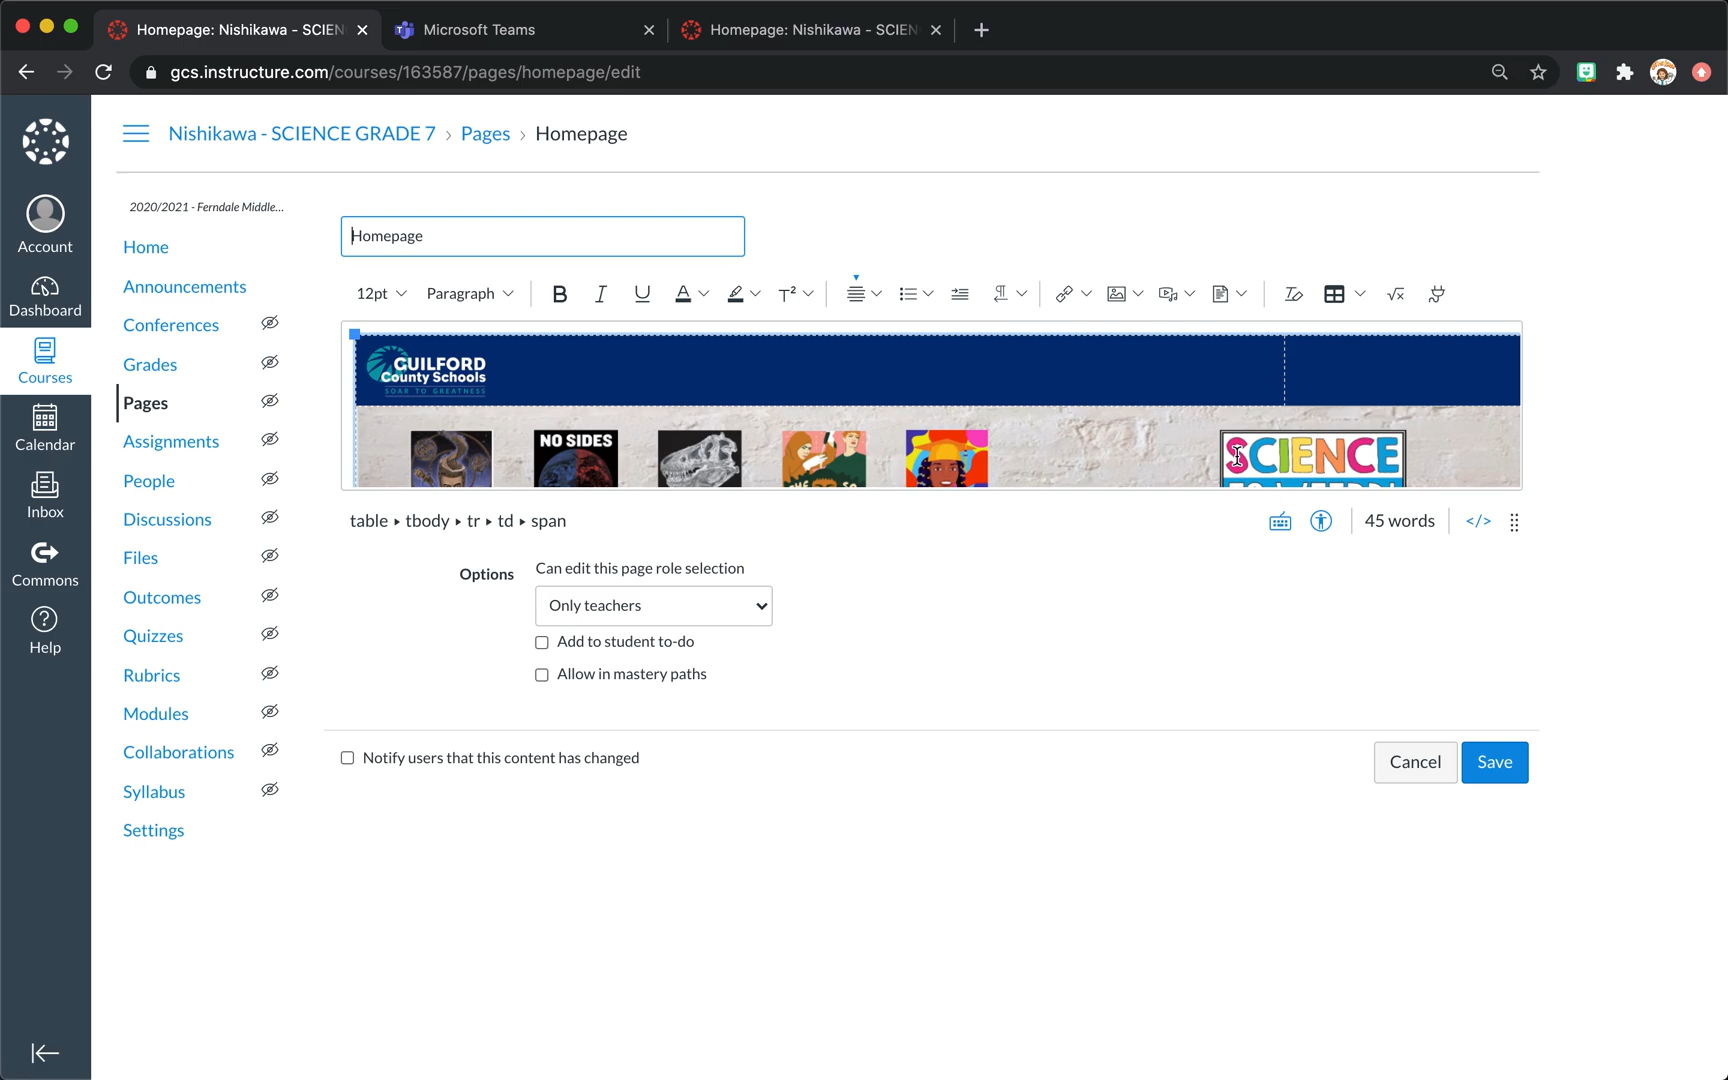 Homepage: Nishikawa - SCIEN
Microsoft Teams
Homepage: Nishikawa - SCIEN
gcs.instructure.com/courses/163587/pages/homepage/edit
Nishikawa - SCIENCE GRADE 7 › Pages › Homepage
Account
Dashboard
Courses
Calendar
Inbox
Commons
Help
2020/2021 - Ferndale Middle...
Home
Announcements
Conferences
Grades
Pages
Assignments
People
Discussions
Files
Outcomes
Quizzes
Rubrics
Modules
Collaborations
Syllabus
Settings
Homepage
12pt Paragraph
GUILFORD
County Schools
SOAR TO GREATNESS
NO SIDES
SCIENCE
table ▸ tbody ▸ tr ▸ td ▸ span
45 words </>
Options
Can edit this page role selection
Only teachers
Add to student to-do
Allow in mastery paths
Notify users that this content has changed
Cancel Save